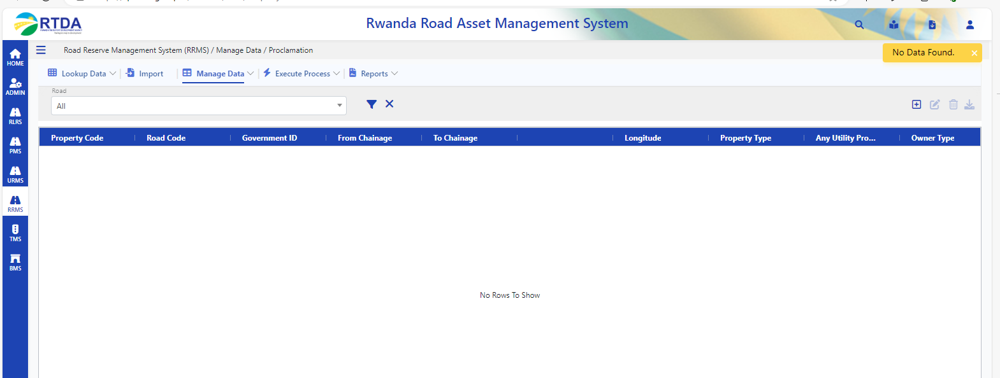 RTDA
Rwanda Road Asset Management System
No Data Found.
HOME
ADMIN
RLRS
PMS
URMS
RRMS
TMS
BMS
Road Reserve Management System (RRMS) / Manage Data / Proclamation
Lookup Data
Import
Manage Data
Execute Process
Reports
Road
All
Property Code
Road Code
Government ID
From Chainage
To Chainage
Longitude
Property Type
Any Utility Pro...
Owner Type
No Rows To Show